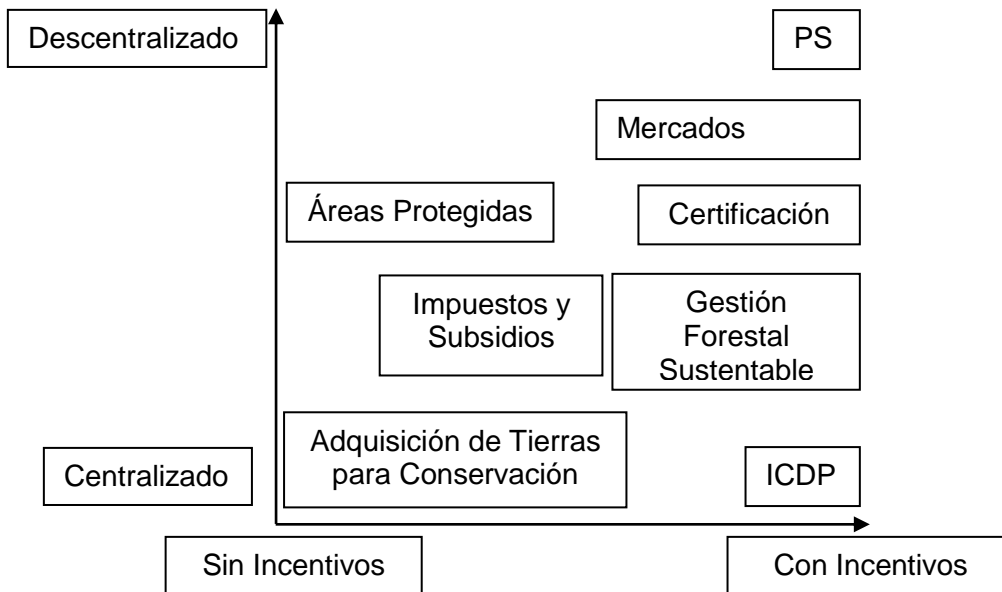 Descentralizado
PS
Mercados
Áreas Protegidas
Certificación
Impuestos y
Subsidios
Gestión
Forestal
Sustentable
Adquisición de Tierras
para Conservación
Centralizado
ICDP
Sin Incentivos
Con Incentivos